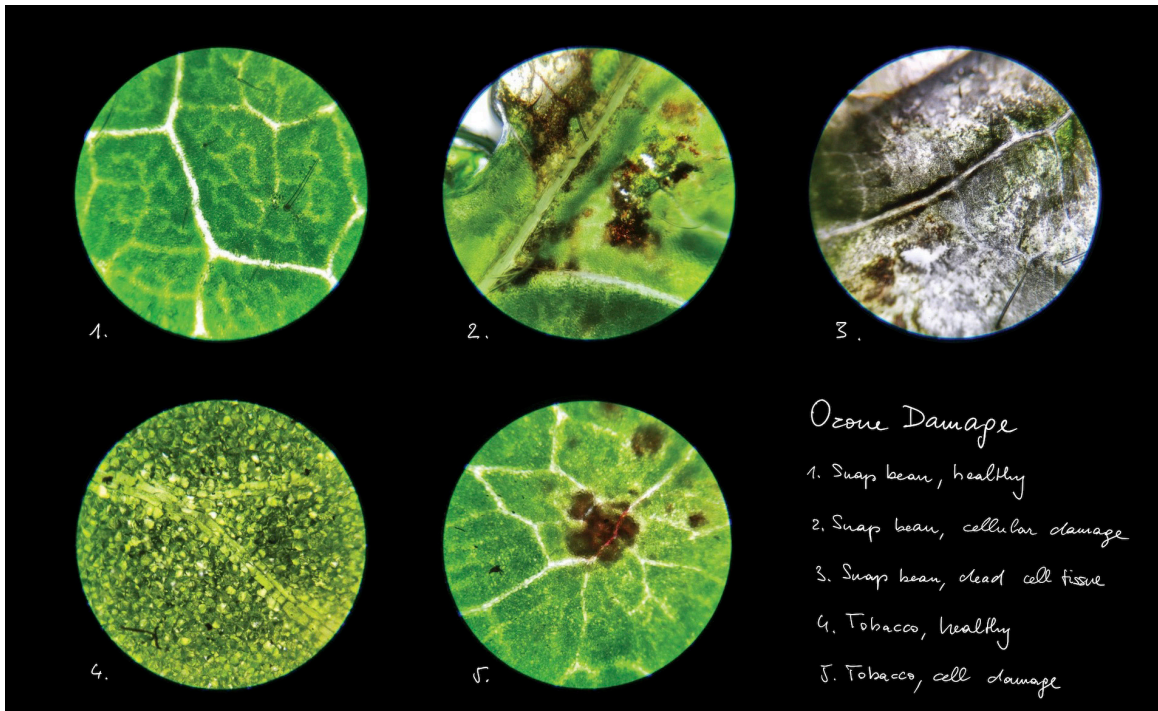 1.
2.
3.
4.
5.
Ozone Damage
1. Snap bean, healthy
2. Snap bean, cellular damage
3. Snap bean, dead cell tissue
4. Tobacco, healthy
5. Tobacco, cell damage